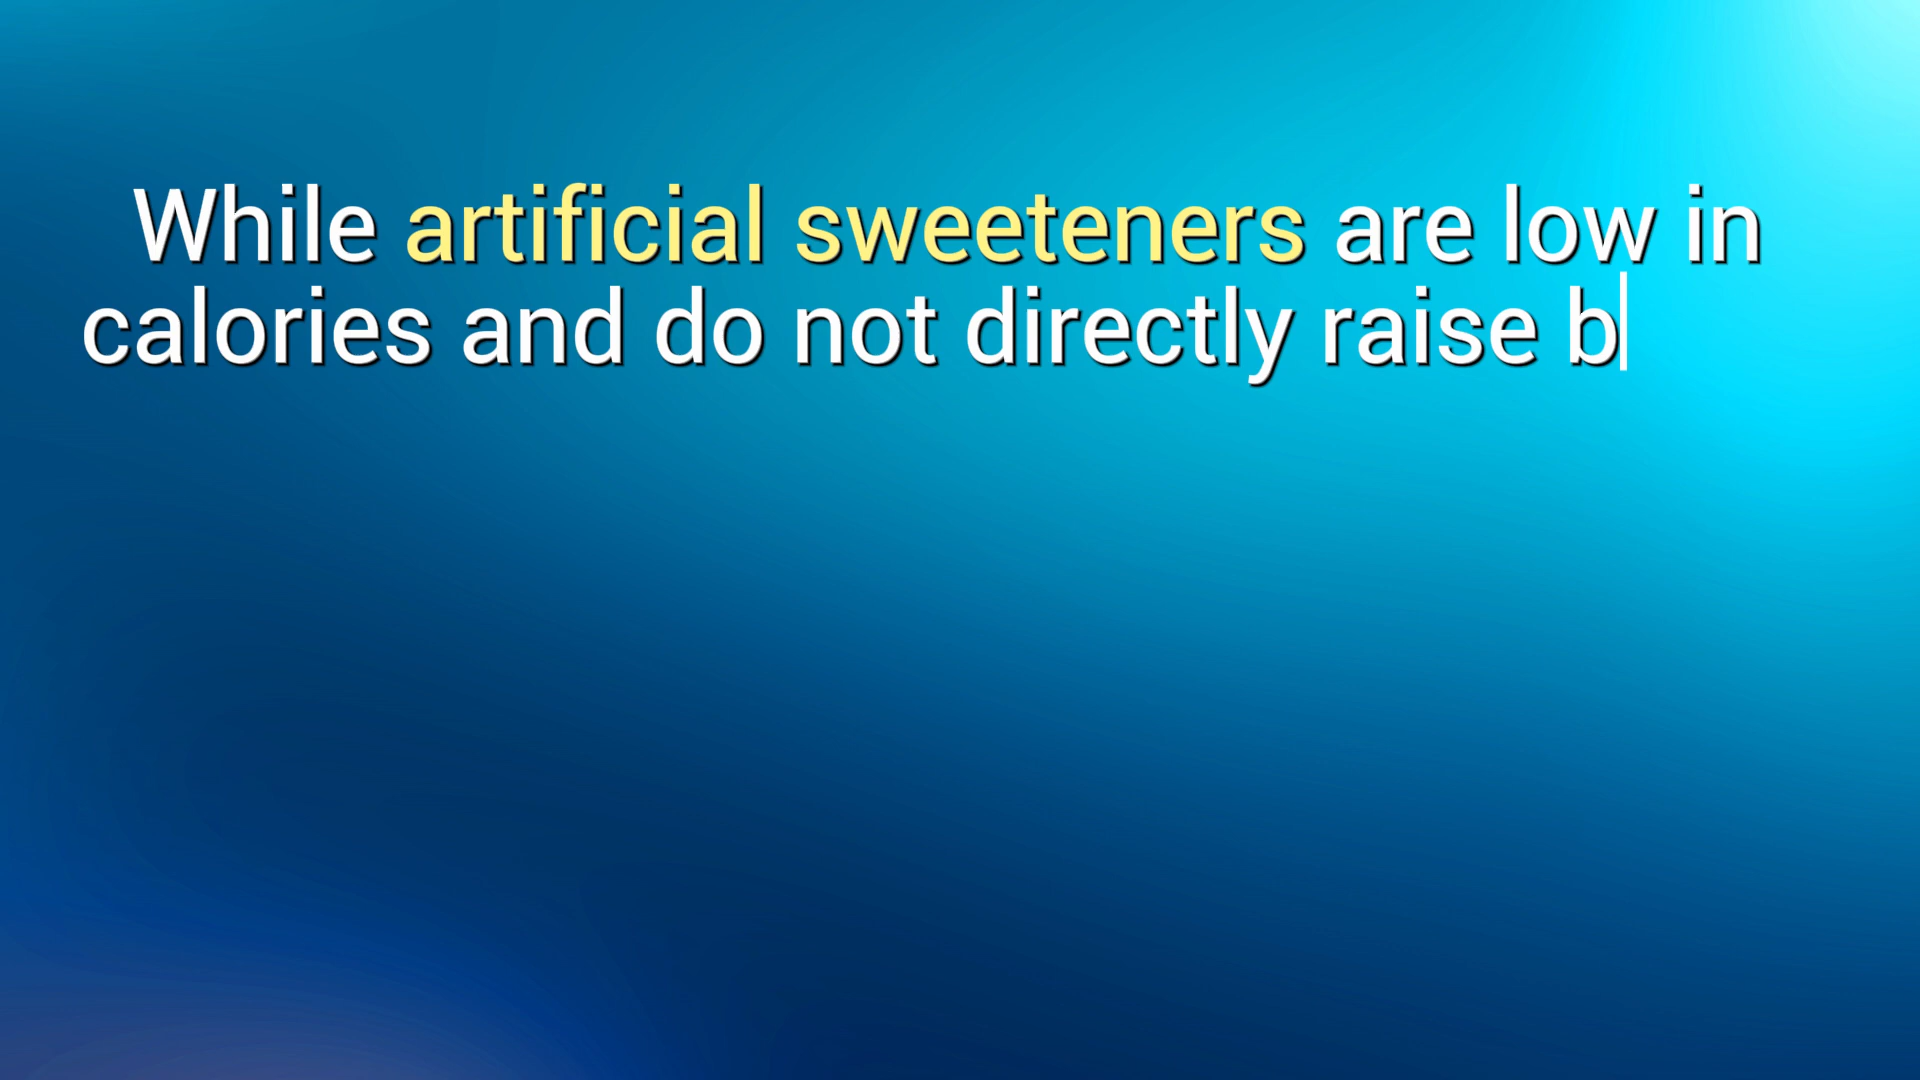 While artificial sweeteners are low in
calories and do not directly raise b